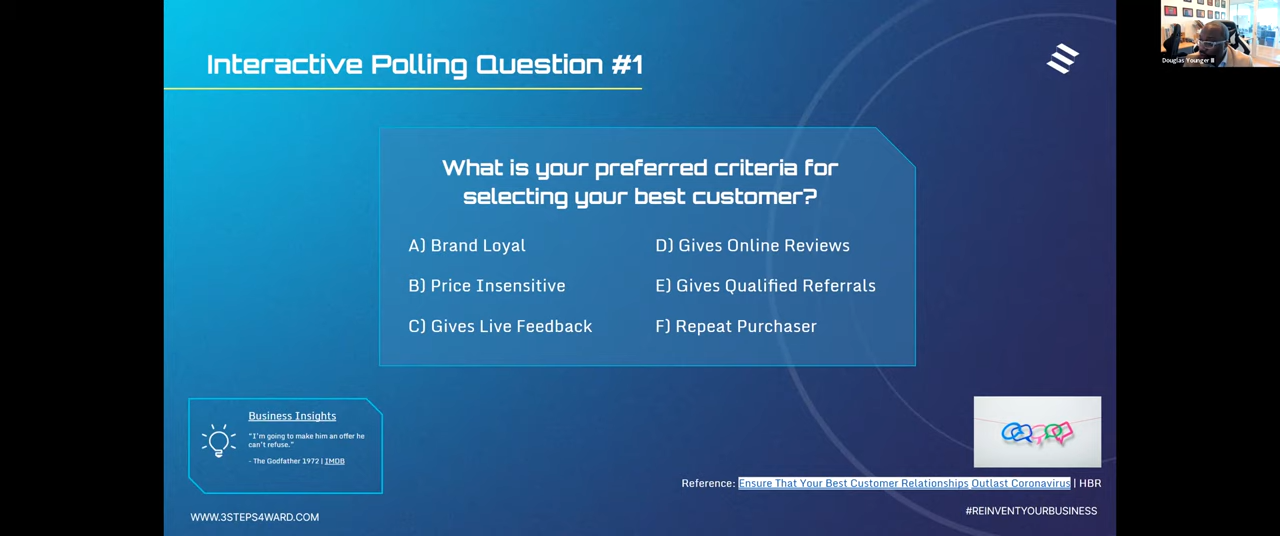 Interactive Polling Question #1
Douglas Younger II
What is your preferred criteria for
selecting your best customer?
A) Brand Loyal
B) Price Insensitive
C) Gives Live Feedback
D) Gives Online Reviews
E) Gives Qualified Referrals
F) Repeat Purchaser
Business Insights
"I'm going to make him an offer he
can't refuse."
- The Godfather 1972 | IMDB
Reference: Ensure That Your Best Customer Relationships Outlast Coronavirus | HBR
WWW.3STEPS4WARD.COM
#REINVENTYOURBUSINESS